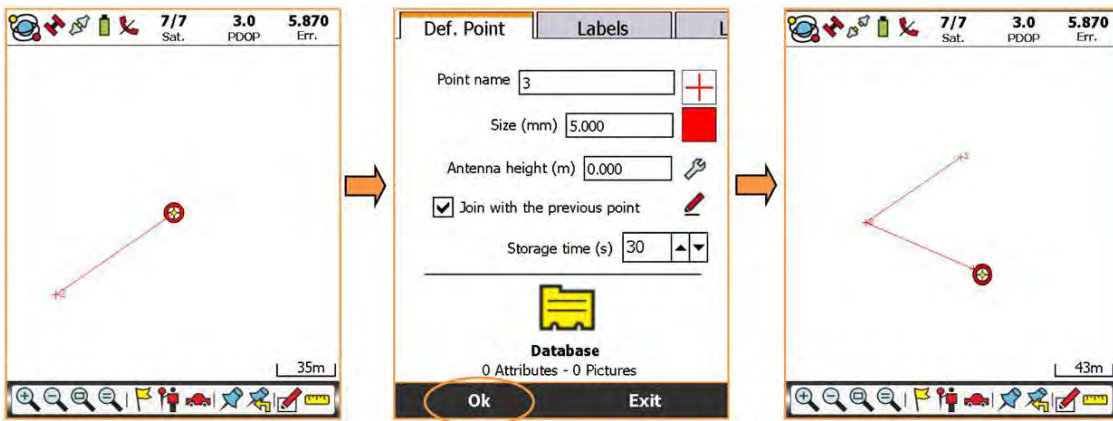 7/7 3.0 5.870
Sat. PDOP Err.
2
35m
Def. Point Labels L
Point name 3
Size (mm) 5.000
Antenna height (m) 0.000
Join with the previous point
Storage time (s) 30
Database
0 Attributes - 0 Pictures
Ok Exit
7/7 3.0 5.870
Sat. PDOP Err.
43m